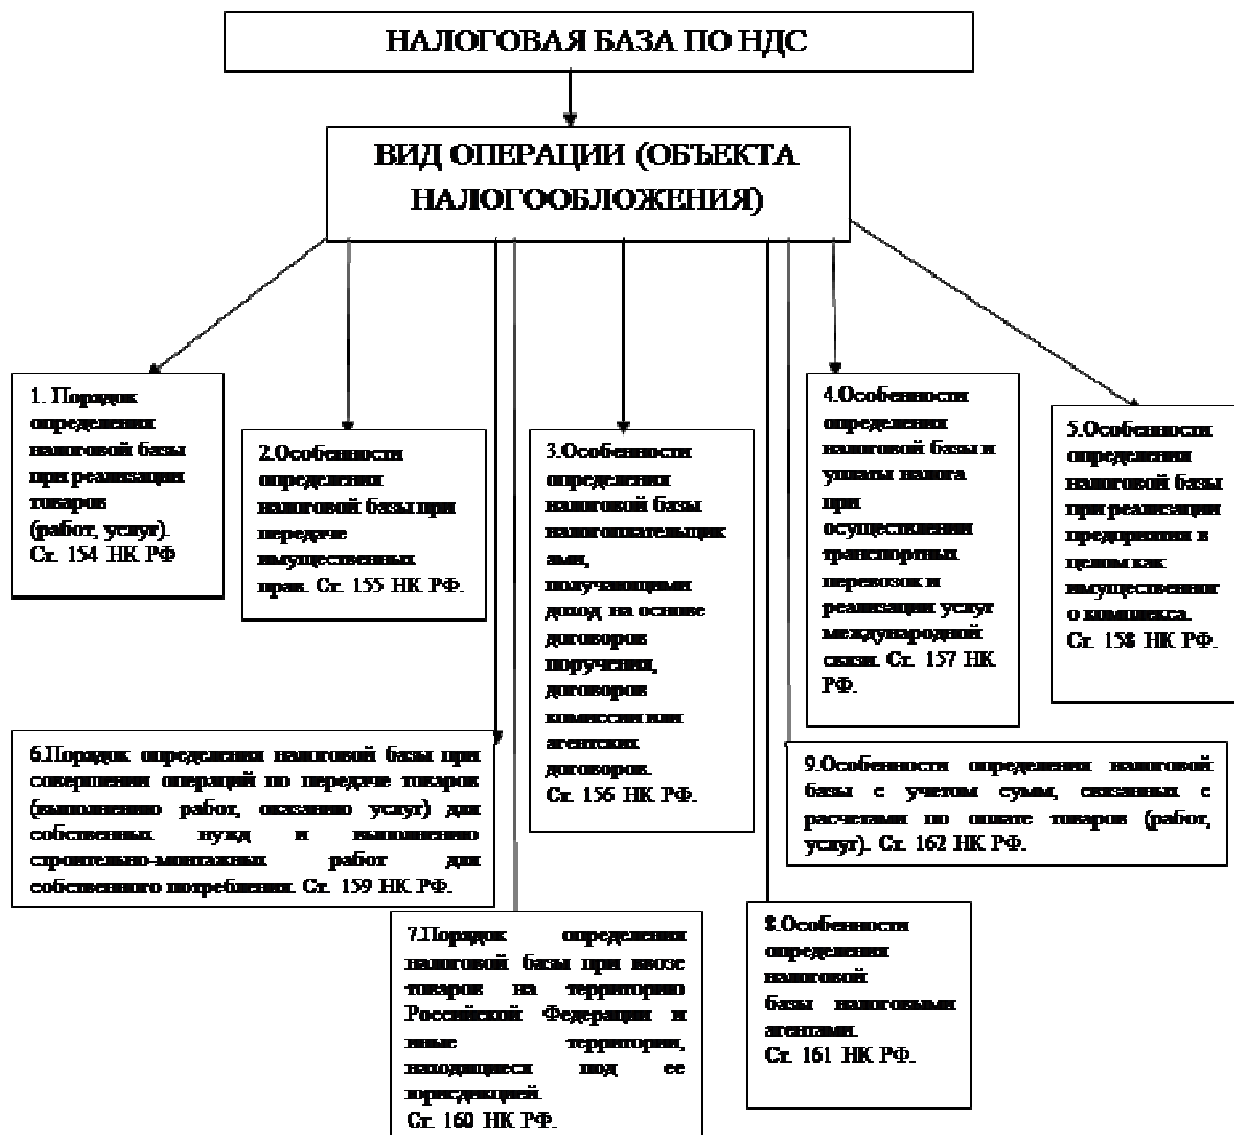 НАЛОГОВАЯ БАЗА ПО НДС
ВИД ОПЕРАЦИИ (ОБЪЕКТА
НАЛОГООБЛОЖЕНИЯ)
1. Порядок
определения
налоговой базы
при реализации
товаров
(работ, услуг).
Ст. 154 НК РФ
2.Особенности
определения
налоговой базы при
передаче
имущественных
прав. Ст. 155 НК РФ.
3.Особенности
определения
налоговой базы
налогоплательщик
ами,
получающими
доход на основе
договоров
поручения,
договоров
комиссии или
агентских
договоров.
Ст. 156 НК РФ.
4.Особенности
определения
налоговой базы и
уплаты налога
при
осуществлении
транспортных
перевозок и
реализации услуг
международной
связи. Ст. 157 НК
РФ.
5.Особенности
определения
налоговой базы
при реализации
предприятия в
целом как
имущественног
о комплекса.
Ст. 158 НК РФ.
6.Порядок определения налоговой базы при
совершении операций по передаче товаров
(выполнению работ, оказанию услуг) для
собственных нужд и выполнению
строительно-монтажных работ для
собственного потребления. Ст. 159 НК РФ.
7.Порядок определения
налоговой базы при ввозе
товаров на территорию
Российской Федерации и
иные территории,
находящиеся под ее
юрисдикцией.
Ст. 160 НК РФ.
8.Особенности
определения
налоговой
базы налоговыми
агентами.
Ст. 161 НК РФ.
9.Особенности определения налоговой
базы с учетом сумм, связанных с
расчетами по оплате товаров (работ,
услуг). Ст. 162 НК РФ.